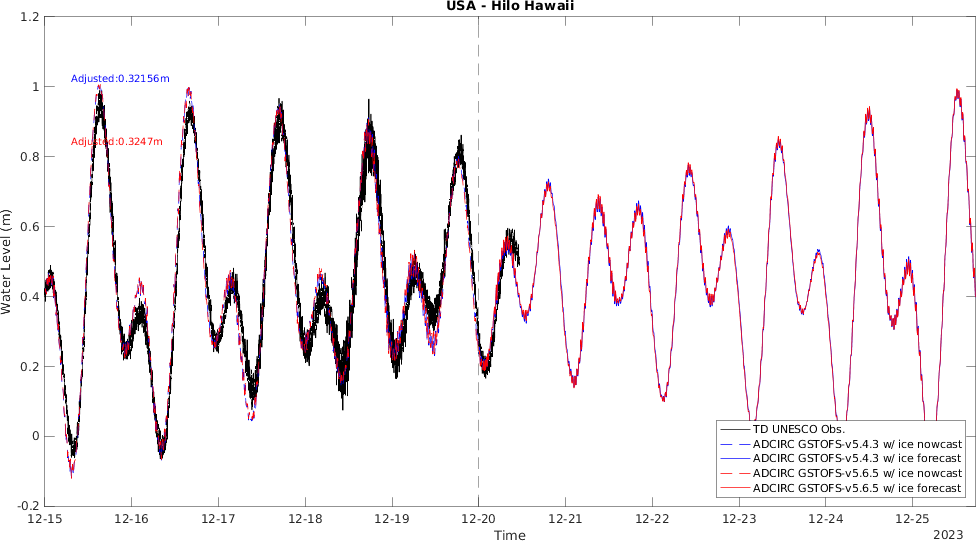 USA - Hilo Hawaii
1.2
1
0.8
0.6
0.4
0.2
0
-0.2
Water Level (m)
Adjusted:0.32156m
Adjusted:0.3247m
TD UNESCO Obs.
ADCIRC GSTOFS-v5.4.3 w/ ice nowcast
ADCIRC GSTOFS-v5.4.3 w/ ice forecast
ADCIRC GSTOFS-v5.6.5 w/ ice nowcast
ADCIRC GSTOFS-v5.6.5 w/ ice forecast
12-15 12-16 12-17 12-18 12-19 12-20 12-21 12-22 12-23 12-24 12-25
Time
2023